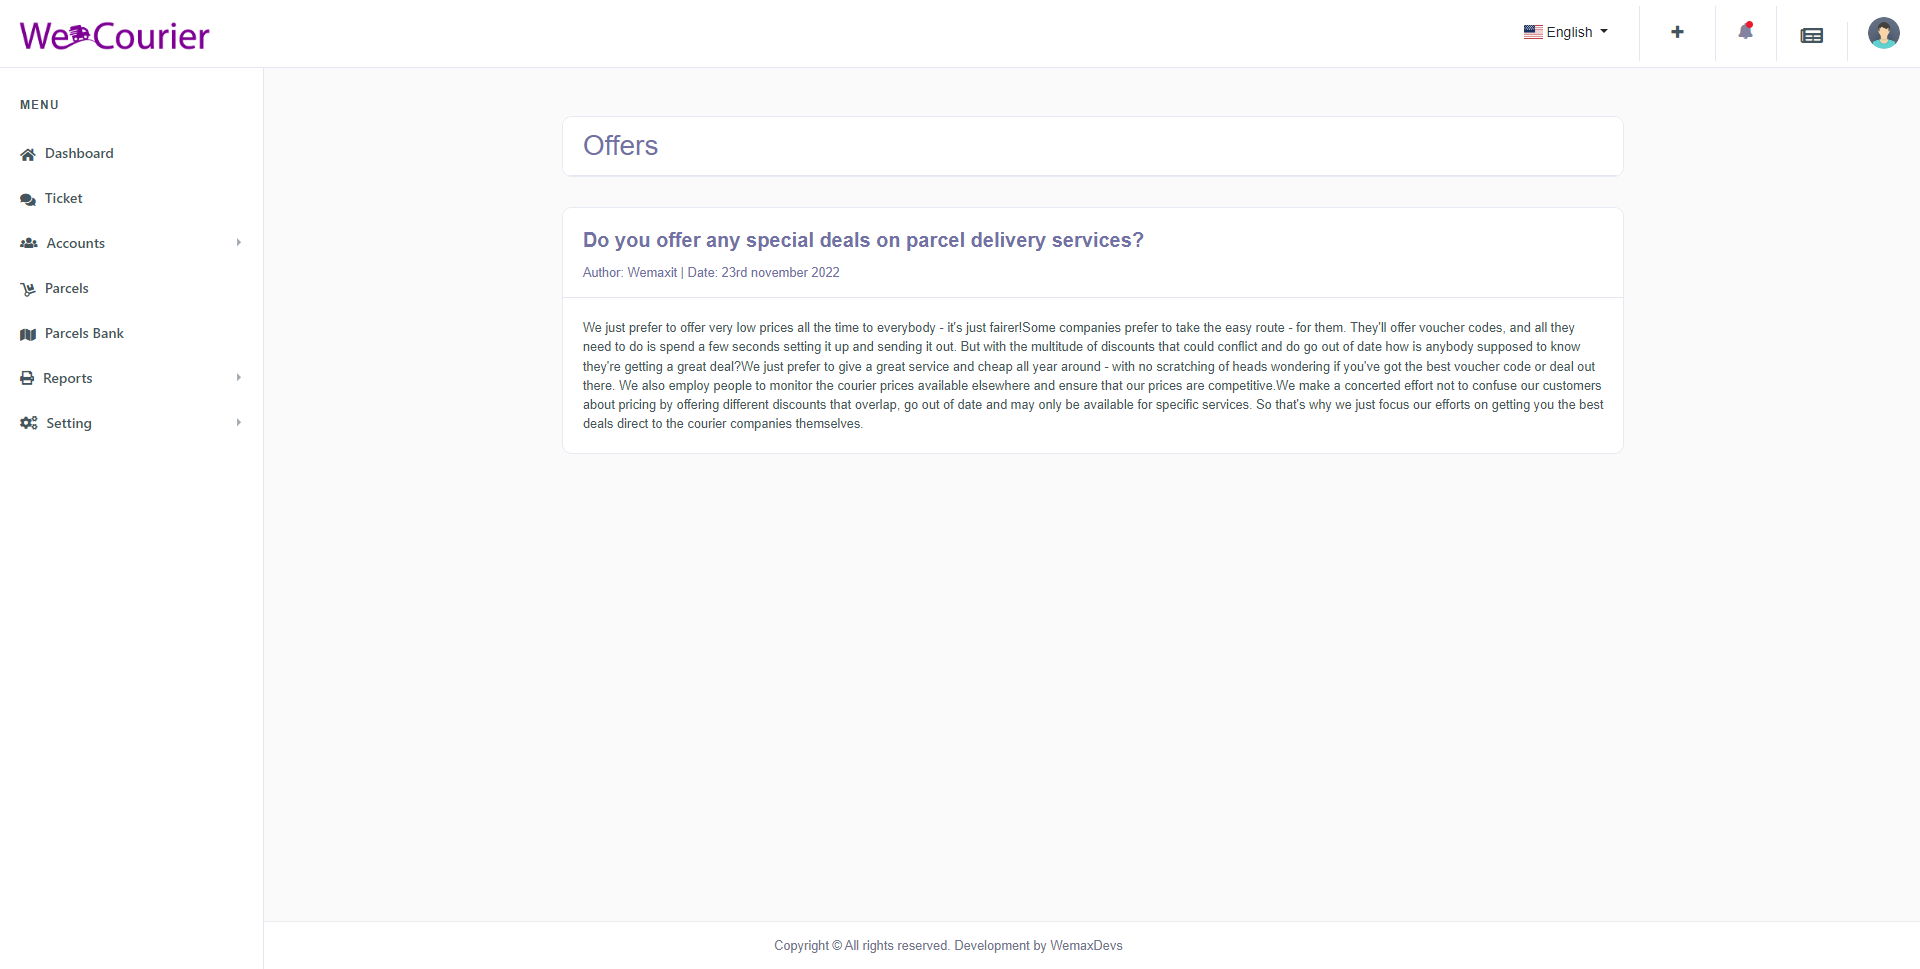 We Courier
English
MENU
Dashboard
Ticket
Accounts
Parcels
Parcels Bank
Reports
Setting
Offers
Do you offer any special deals on parcel delivery services?
Author: Wemaxit | Date: 23rd november 2022
We just prefer to offer very low prices all the time to everybody - it's just fairer!Some companies prefer to take the easy route - for them. They'll offer voucher codes, and all they
need to do is spend a few seconds setting it up and sending it out. But with the multitude of discounts that could conflict and do go out of date how is anybody supposed to know
they're getting a great deal?We just prefer to give a great service and cheap all year around - with no scratching of heads wondering if you've got the best voucher code or deal out
there. We also employ people to monitor the courier prices available elsewhere and ensure that our prices are competitive.We make a concerted effort not to confuse our customers
about pricing by offering different discounts that overlap, go out of date and may only be available for specific services. So that's why we just focus our efforts on getting you the best
deals direct to the courier companies themselves.
Copyright © All rights reserved. Development by WemaxDevs